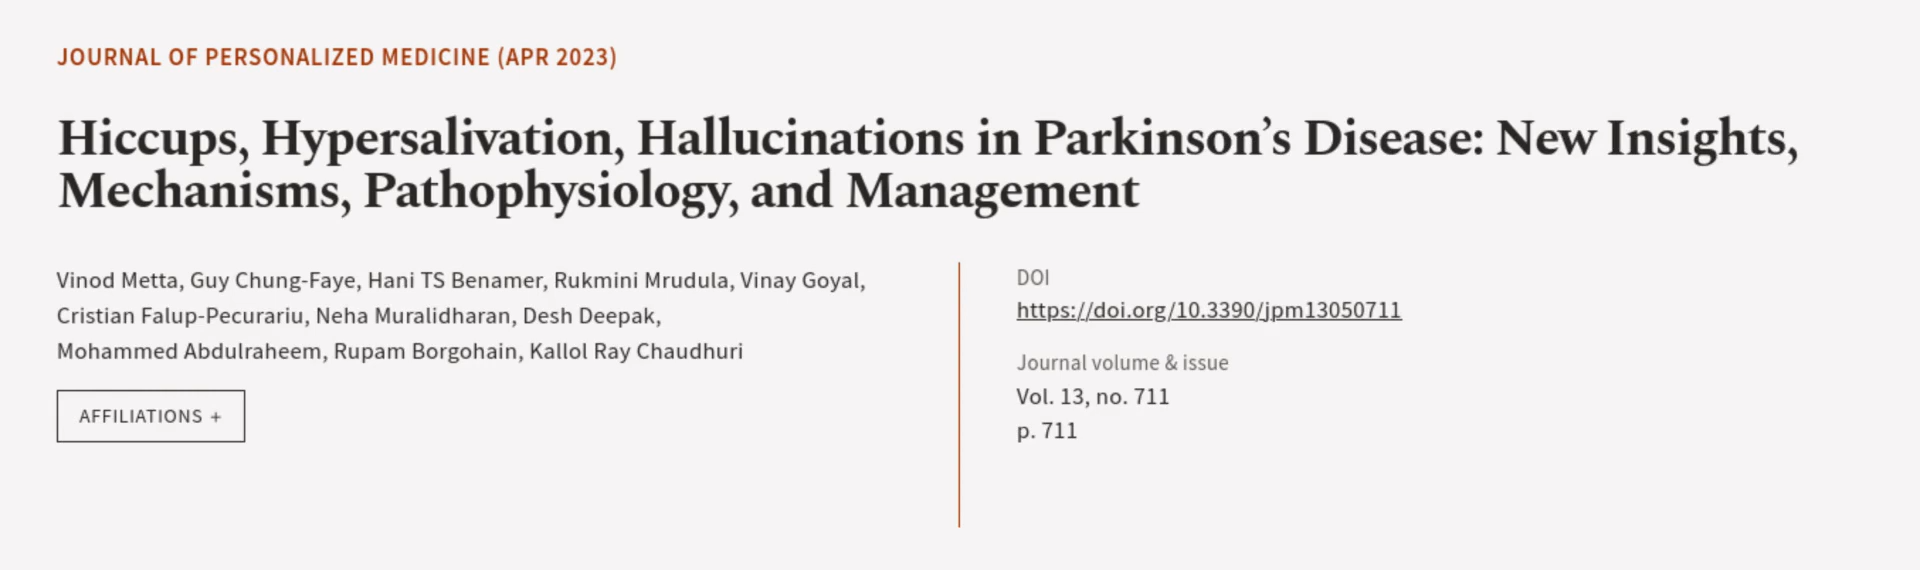 JOURNAL OF PERSONALIZED MEDICINE (APR 2023)
Hiccups, Hypersalivation, Hallucinations in Parkinson’s Disease: New Insights,
Mechanisms, Pathophysiology, and Management
Vinod Metta, Guy Chung-Faye, Hani TS Benamer, Rukmini Mrudula, Vinay Goyal,
Cristian Falup-Pecurariu, Neha Muralidharan, Desh Deepak,
Mohammed Abdulraheem, Rupam Borgohain, Kallol Ray Chaudhuri
AFFILIATIONS +
DOI
https://doi.org/10.3390/jpm13050711
Journal volume & issue
Vol. 13, no. 711
p. 711